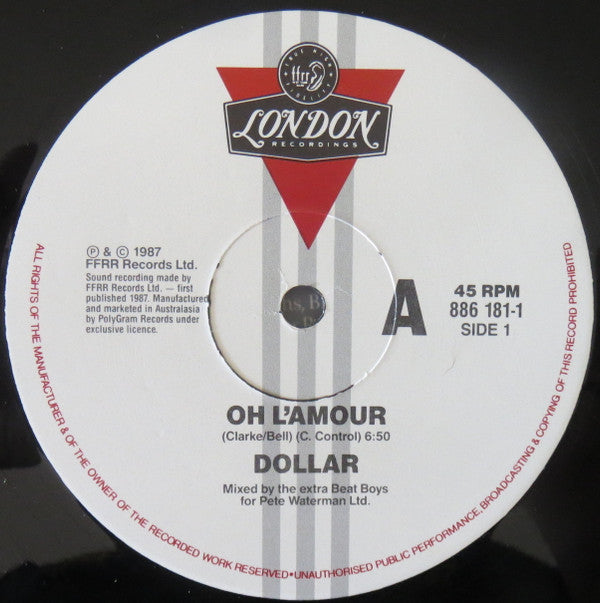 TRUE HIGH
ffrr
FIDELITY
LONDON
RECORDINGS
Ⓟ & © 1987
FFRR Records Ltd.
Sound recording made by
FFRR Records Ltd. — first
published 1987. Manufactured
and marketed in Australasia
by PolyGram Records under
exclusive licence.
A
45 RPM
886 181-1
SIDE 1
OH L'AMOUR
(Clarke/Bell) (C. Control) 6:50
DOLLAR
Mixed by the extra Beat Boys
for Pete Waterman Ltd.
ALL RIGHTS OF THE MANUFACTURER & OF THE OWNER OF THE RECORDED WORK RESERVED•UNAUTHORISED PUBLIC PERFORMANCE, BROADCASTING & COPYING OF THIS RECORD PROHIBITED